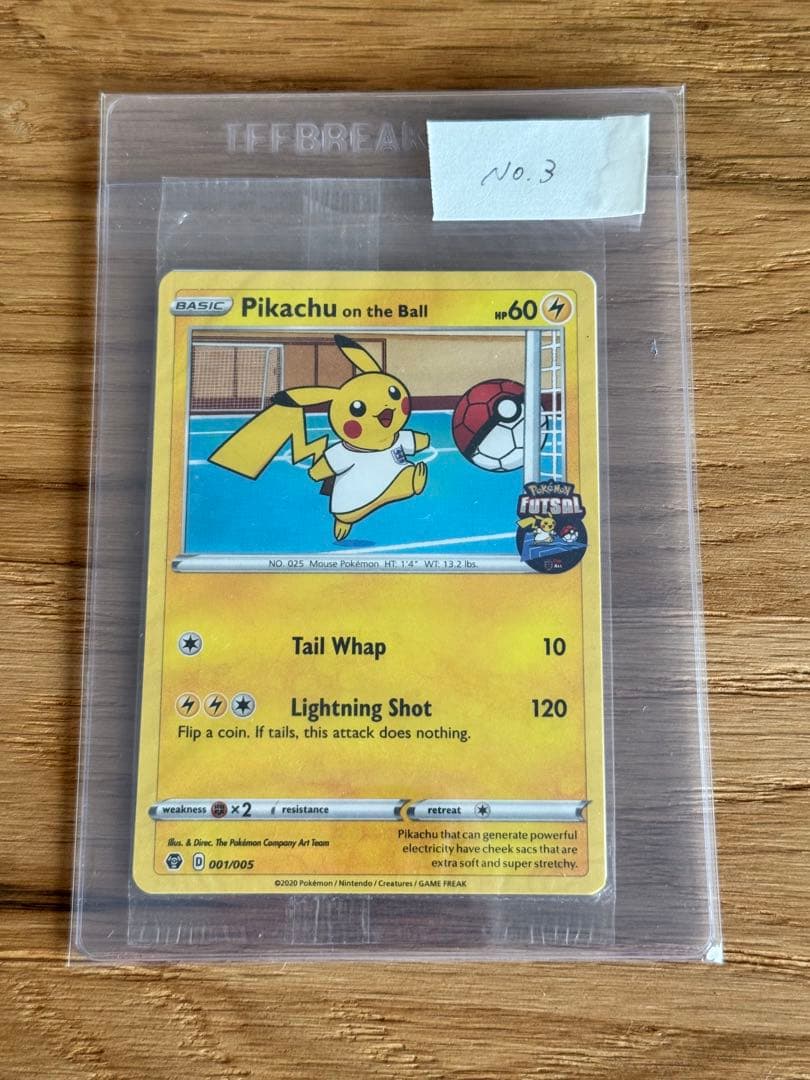 TFFBREAK
No.3
BASIC Pikachu on the Ball HP60
POKéMON
FUTSAL
NO. 025 Mouse Pokémon HT: 1'4" WT: 13.2 lbs.
Tail Whap 10
Lightning Shot 120
Flip a coin. If tails, this attack does nothing.
weakness ×2 resistance retreat
Illus. & Direc. The Pokémon Company Art Team
D 001/005
Pikachu that can generate powerful
electricity have cheek sacs that are
extra soft and super stretchy.
©2020 Pokémon / Nintendo / Creatures / GAME FREAK